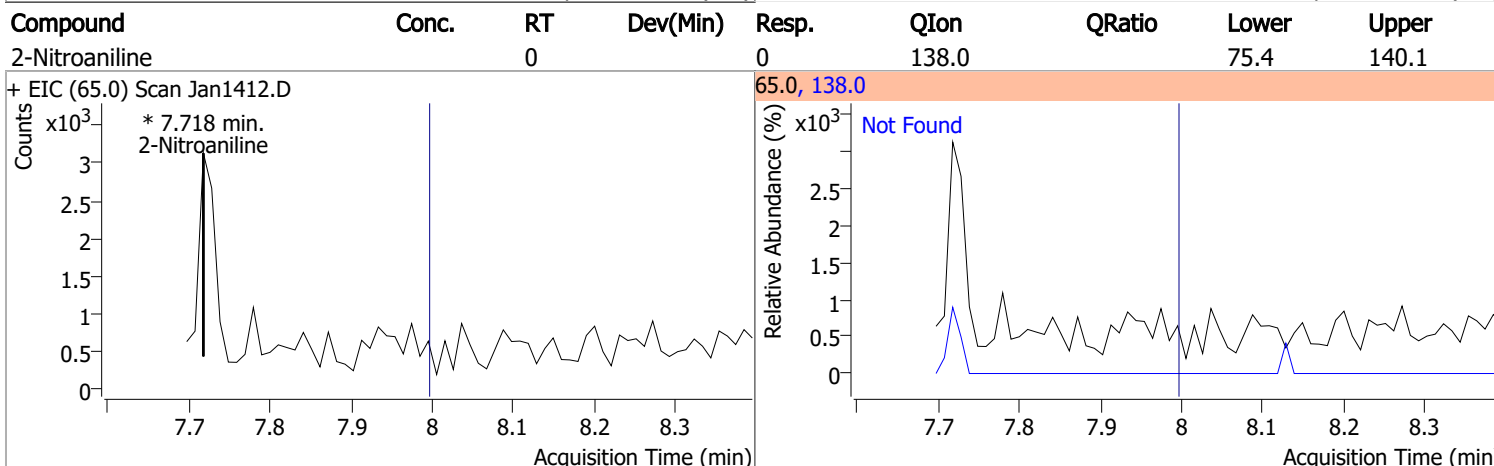 Compound Conc. RT Dev(Min) Resp. QIon QRatio Lower Upper
2-Nitroaniline 0 0 138.0 75.4 140.1
+ EIC (65.0) Scan Jan1412.D
Counts
x103
* 7.718 min.
2-Nitroaniline
3
2.5
2
1.5
1
0.5
0
7.7 7.8 7.9 8 8.1 8.2 8.3
Acquisition Time (min)
65.0, 138.0
Relative Abundance (%)
x103
Not Found
2.5
2
1.5
1
0.5
0
7.7 7.8 7.9 8 8.1 8.2 8.3
Acquisition Time (min